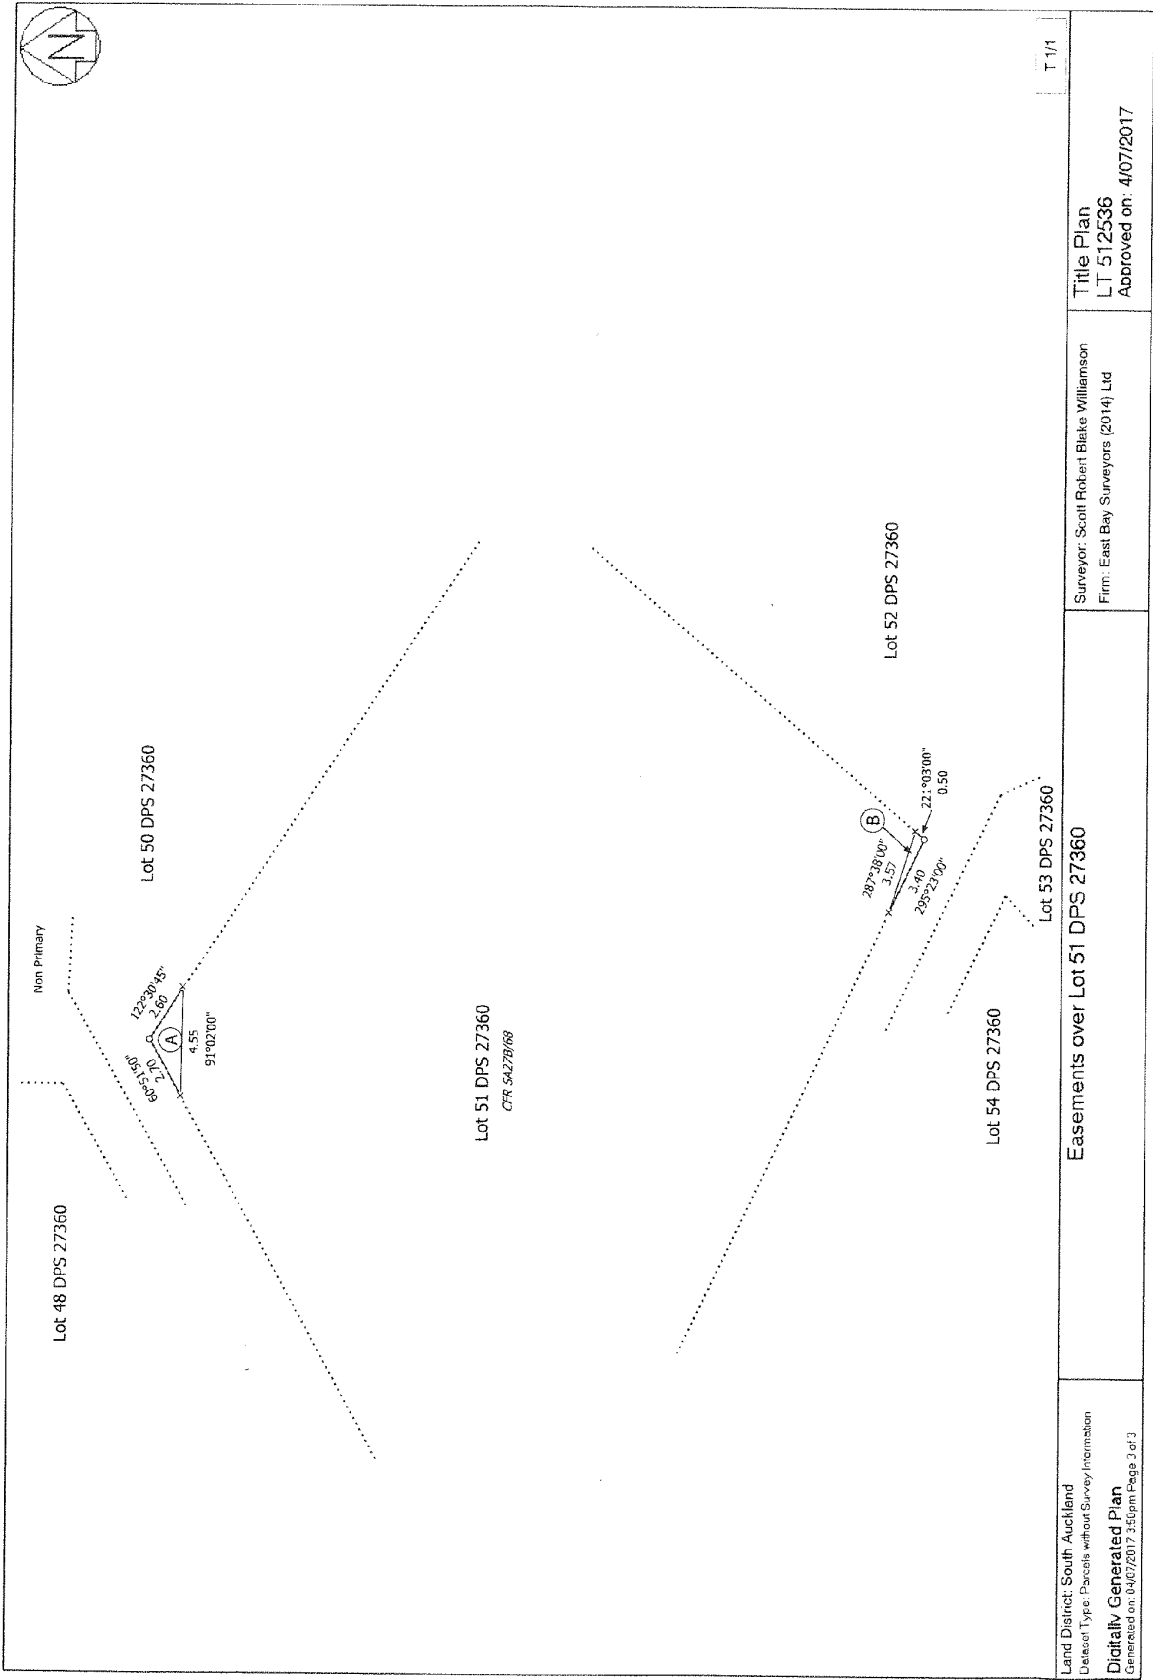 N
Non Primary
Lot 48 DPS 27360
Lot 50 DPS 27360
60°51'50"
2.70
122°30'45"
2.60
A
4.55
91°02'00"
Lot 51 DPS 27360
CFR SA27B/68
Lot 52 DPS 27360
B
287°38'00"
3.57
3.40
295°23'00"
221°03'00"
0.50
Lot 54 DPS 27360
Lot 53 DPS 27360
T 1/1
Land District: South Auckland
Dataset Type: Parcels without Survey Information
Digitally Generated Plan
Generated on: 04/07/2017 3:50pm Page 3 of 3
Easements over Lot 51 DPS 27360
Surveyor: Scott Robert Blake Williamson
Firm: East Bay Surveyors (2014) Ltd
Title Plan
LT 512536
Approved on: 4/07/2017